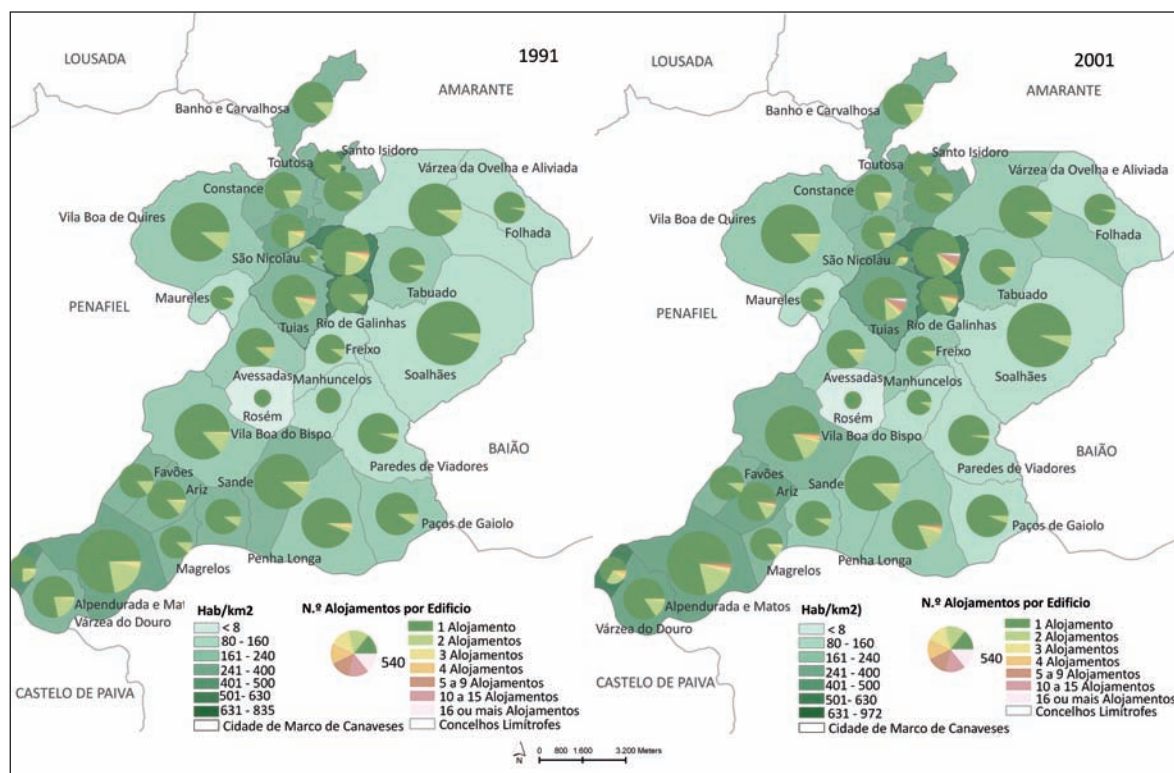 LOUSADA
1991
AMARANTE
Banho e Carvalhosa
Santo Isidoro
Toutosa
Várzea da Ovelha e Aliviada
Constance
Vila Boa de Quires
Folhada
São Nicolau
Tabuado
Maureles
PENAFIEL
Tuias
Rio de Galinhas
Freixo
Soalhães
Avessadas
Manhuncelos
Rosém
Vila Boa do Bispo
BAIÃO
Paredes de Viadores
Favões
Sande
Ariz
Paços de Gaiolo
Penha Longa
Magrelos
Alpendurada e Mat
Várzea do Douro
CASTELO DE PAIVA
Hab/km2
< 8
80 - 160
161 - 240
241 - 400
401 - 500
501- 630
631 - 835
Cidade de Marco de Canaveses
N.º Alojamentos por Edificio
540
1 Alojamento
2 Alojamentos
3 Alojamentos
4 Alojamentos
5 a 9 Alojamentos
10 a 15 Alojamentos
16 ou mais Alojamentos
Concelhos Limítrofes
LOUSADA
2001
AMARANTE
Banho e Carvalhosa
Santo Isidoro
Toutosa
Várzea da Ovelha e Aliviada
Constance
Vila Boa de Quires
Folhada
São Nicolau
Tabuado
Maureles
PENAFIEL
Tuias
Rio de Galinhas
Freixo
Soalhães
Avessadas
Manhuncelos
Rosém
Vila Boa do Bispo
BAIÃO
Paredes de Viadores
Favões
Sande
Ariz
Paços de Gaiolo
Penha Longa
Magrelos
Alpendurada e Matos
Várzea do Douro
CASTELO DE PAIVA
Hab/km2)
< 8
80 - 160
161 - 240
241 - 400
401 - 500
501- 630
631 - 972
Cidade de Marco de Canaveses
N.º Alojamentos por Edificio
540
1 Alojamento
2 Alojamentos
3 Alojamentos
4 Alojamentos
5 a 9 Alojamentos
10 a 15 Alojamentos
16 ou mais Alojamentos
Concelhos Limítrofes
N
0 800 1.600 3.200 Meters